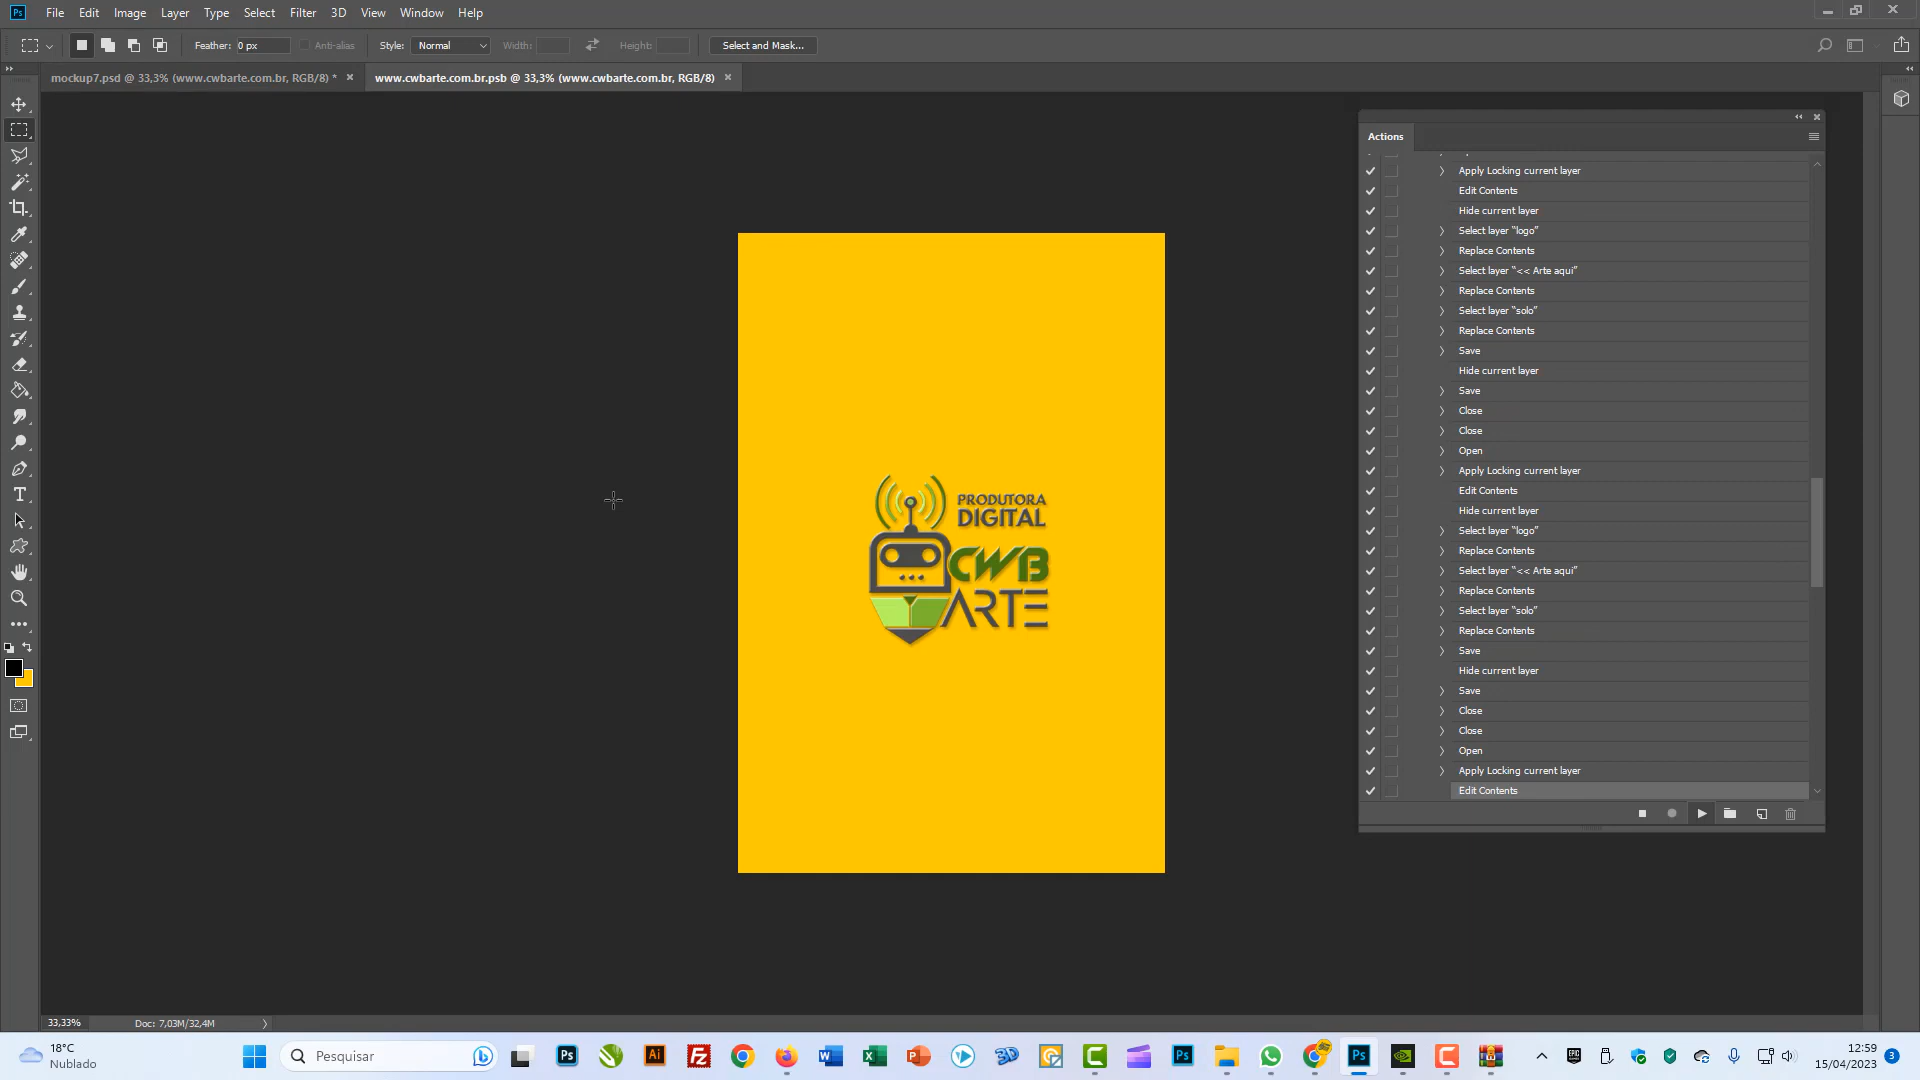 Ps File Edit Image Layer Type Select Filter 3D View Window Help
Feather: 0 px Anti-alias Style: Normal Width: Height: Select and Mask...
mockup7.psd @ 33,3% (www.cwbarte.com.br, RGB/8) *
www.cwbarte.com.br.psb @ 33,3% (www.cwbarte.com.br, RGB/8)
Actions
Apply Locking current layer
Edit Contents
Hide current layer
Select layer "logo"
Replace Contents
Select layer "<< Arte aqui"
Replace Contents
Select layer "solo"
Replace Contents
Save
Hide current layer
Save
Close
Close
Open
Apply Locking current layer
Edit Contents
Hide current layer
Select layer "logo"
Replace Contents
Select layer "<< Arte aqui"
Replace Contents
Select layer "solo"
Replace Contents
Save
Hide current layer
Save
Close
Close
Open
Apply Locking current layer
Edit Contents
PRODUTORA
DIGITAL
CWB
ARTE
33,33% Doc: 7,03M/32,4M
18°C
Nublado
Pesquisar
12:59
15/04/2023
3